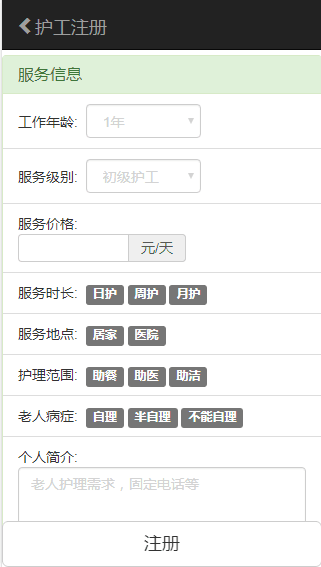 护工注册
服务信息
工作年龄: 1年
服务级别: 初级护工
服务价格:
元/天
服务时长: 日护 周护 月护
服务地点: 居家 医院
护理范围: 助餐 助医 助洁
老人病症: 自理 半自理 不能自理
个人简介:
老人护理需求，固定电话等
注册